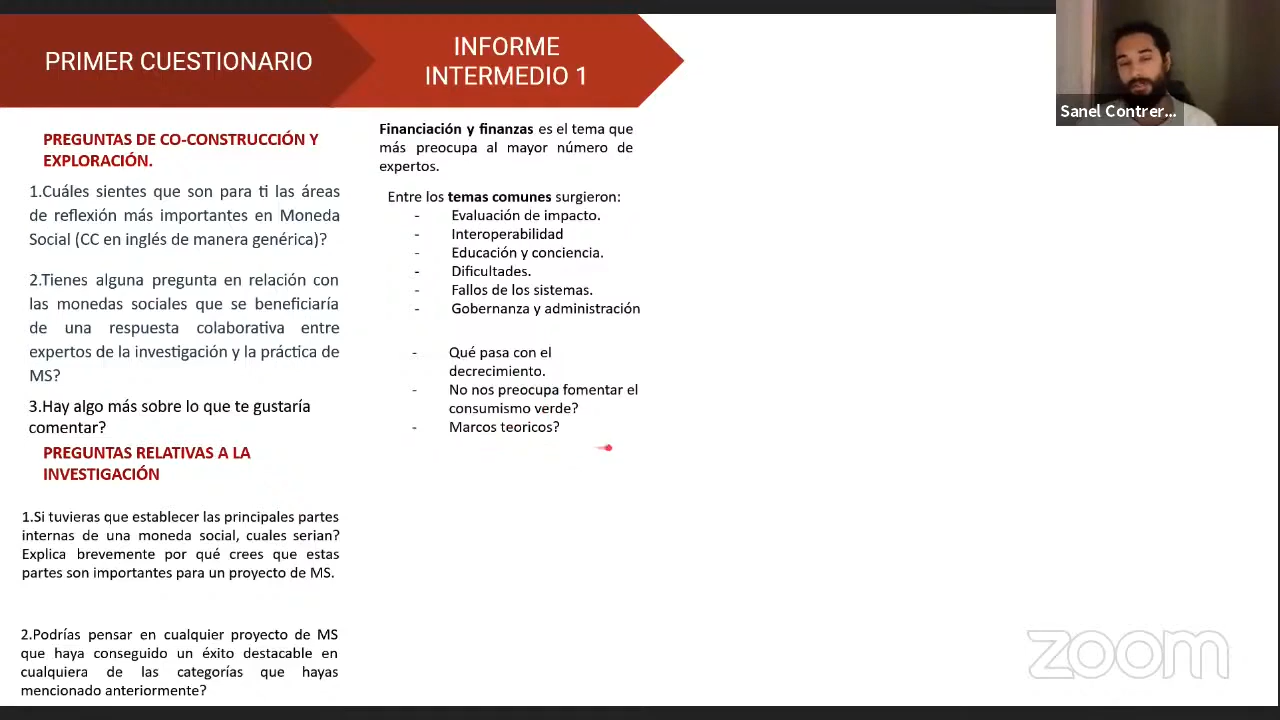 PRIMER CUESTIONARIO
INFORME
INTERMEDIO 1
PREGUNTAS DE CO-CONSTRUCCIÓN Y
EXPLORACIÓN.
1.Cuáles sientes que son para ti las áreas
de reflexión más importantes en Moneda
Social (CC en inglés de manera genérica)?
2.Tienes alguna pregunta en relación con
las monedas sociales que se beneficiaría
de una respuesta colaborativa entre
expertos de la investigación y la práctica de
MS?
3.Hay algo más sobre lo que te gustaría
comentar?
PREGUNTAS RELATIVAS A LA
INVESTIGACIÓN
1.Si tuvieras que establecer las principales partes
internas de una moneda social, cuales serian?
Explica brevemente por qué crees que estas
partes son importantes para un proyecto de MS.
2.Podrías pensar en cualquier proyecto de MS
que haya conseguido un éxito destacable en
cualquiera de las categorías que hayas
mencionado anteriormente?
Financiación y finanzas es el tema que
más preocupa al mayor número de
expertos.
Entre los temas comunes surgieron:
- Evaluación de impacto.
- Interoperabilidad
- Educación y conciencia.
- Dificultades.
- Fallos de los sistemas.
- Gobernanza y administración
- Qué pasa con el
decrecimiento.
- No nos preocupa fomentar el
consumismo verde?
- Marcos teoricos?
Sanel Contrer...
zoom